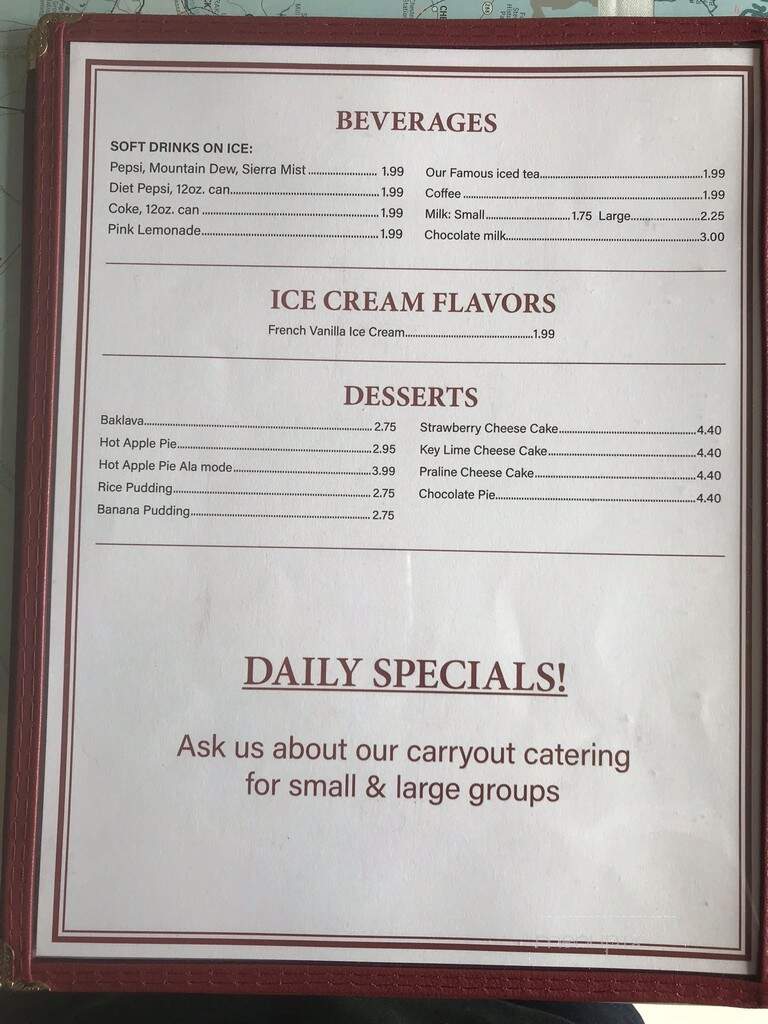 BEVERAGES
SOFT DRINKS ON ICE:
Pepsi, Mountain Dew, Sierra Mist 1.99
Diet Pepsi, 12oz. can 1.99
Coke, 12oz. can 1.99
Pink Lemonade 1.99
Our Famous iced tea 1.99
Coffee 1.99
Milk: Small 1.75 Large 2.25
Chocolate milk 3.00
ICE CREAM FLAVORS
French Vanilla Ice Cream 1.99
DESSERTS
Baklava 2.75
Hot Apple Pie 2.95
Hot Apple Pie Ala mode 3.99
Rice Pudding 2.75
Banana Pudding 2.75
Strawberry Cheese Cake 4.40
Key Lime Cheese Cake 4.40
Praline Cheese Cake 4.40
Chocolate Pie 4.40
DAILY SPECIALS!
Ask us about our carryout catering
for small & large groups